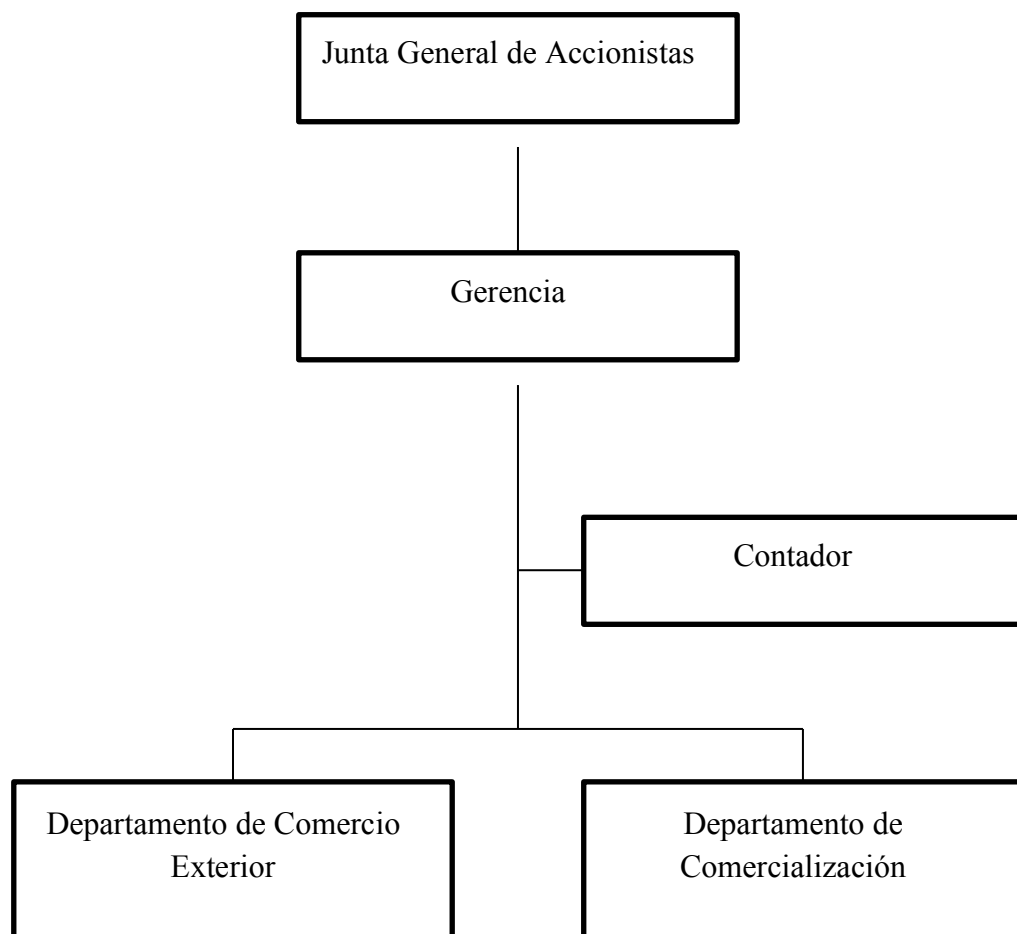 Junta General de Accionistas
Gerencia
Contador
Departamento de Comercio
Exterior
Departamento de
Comercialización